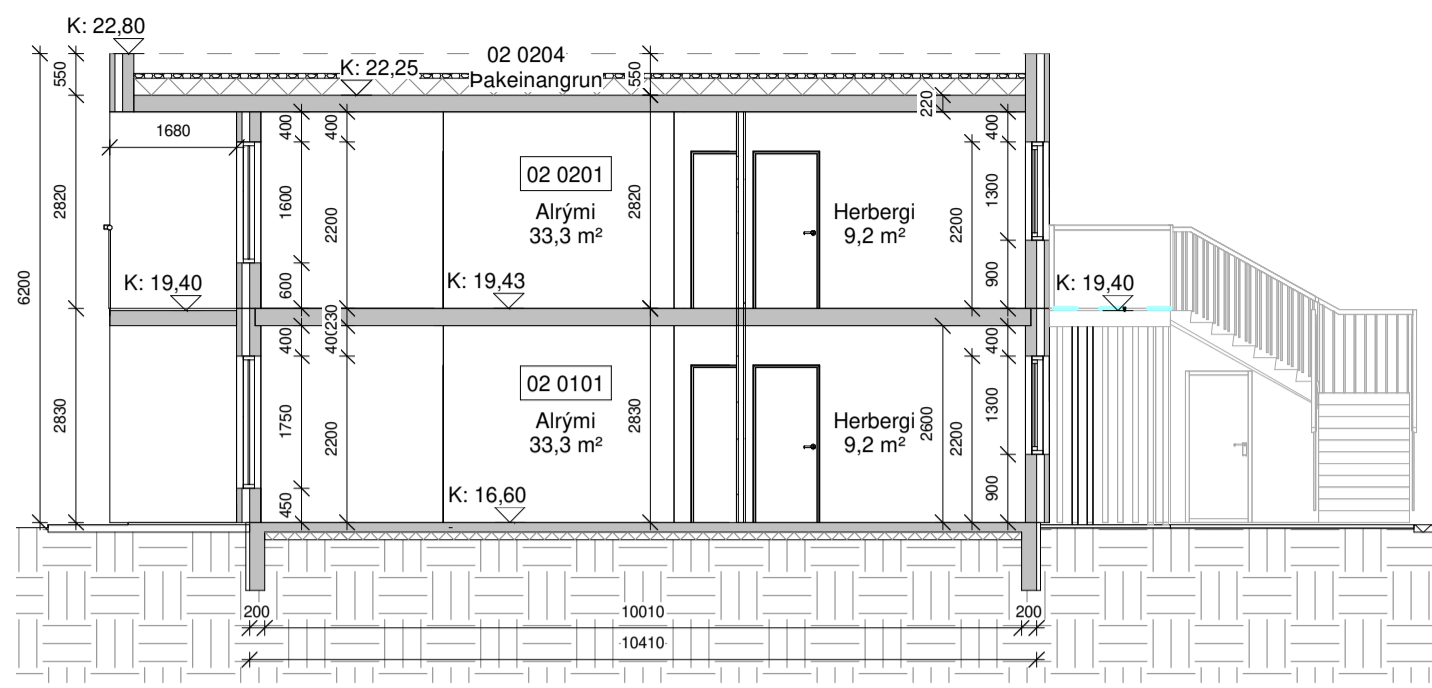 K: 22,80
550
K: 22,25
02 0204
Þakeinangrun
550
220
1680
400
400
400
6200
2820
1600
2200
02 0201
Alrými
33,3 m²
2820
Herbergi
9,2 m²
2200
1300
K: 19,40
600
K: 19,43
900
K: 19,40
230
400
400
400
2830
1750
2200
02 0101
Alrými
33,3 m²
2830
Herbergi
9,2 m²
2600
2200
1300
450
K: 16,60
900
200
10010
200
10410